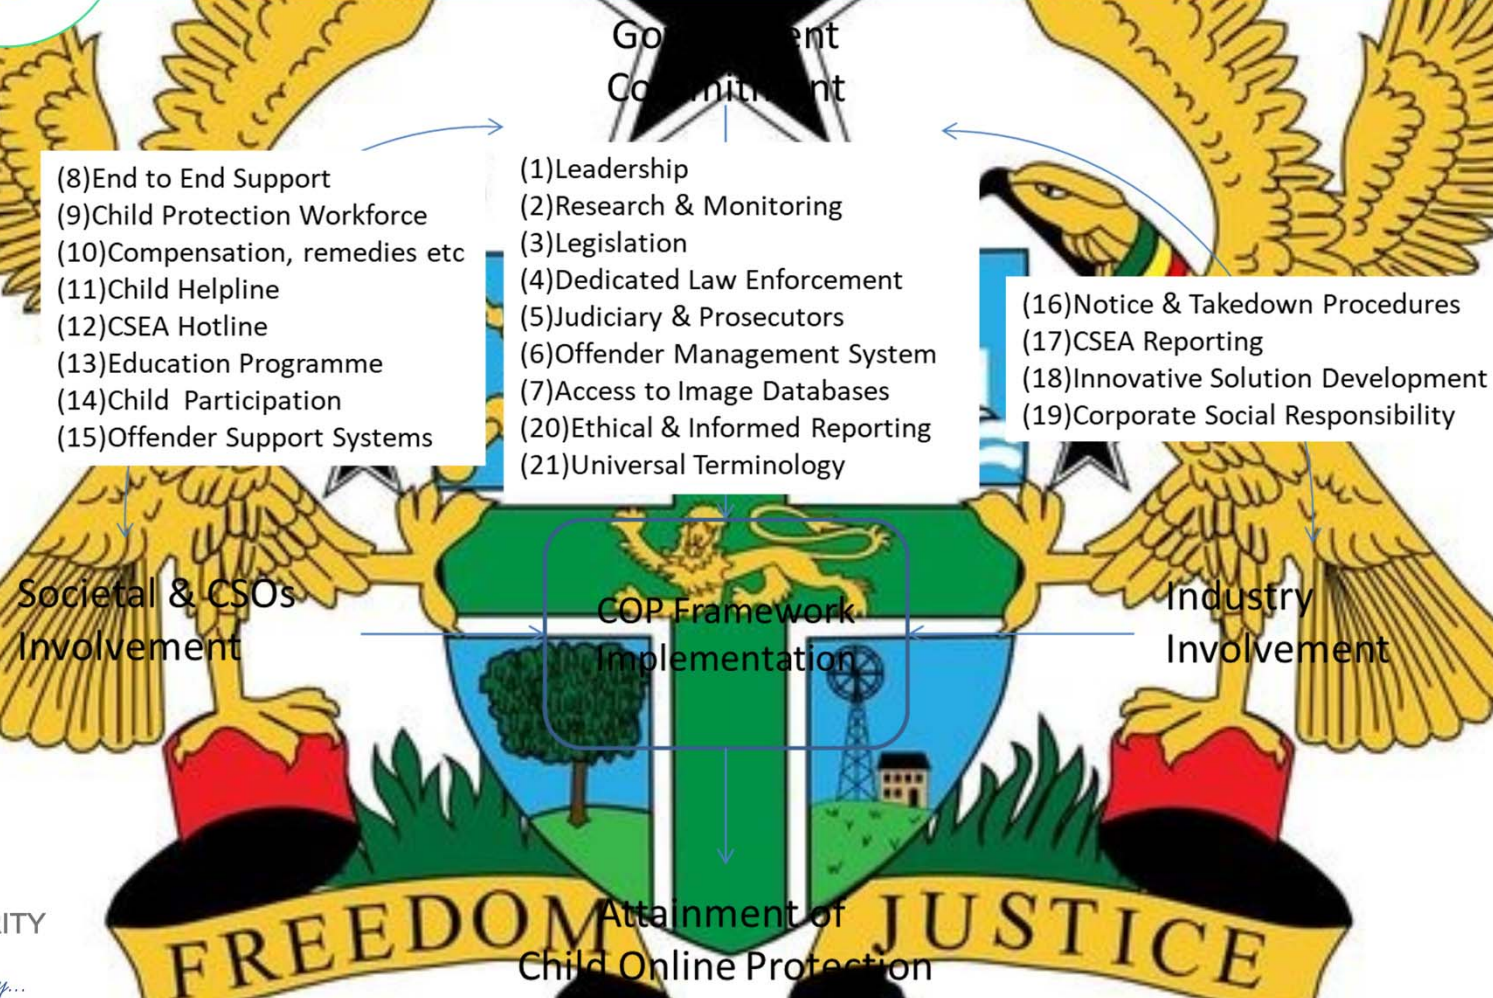 Government
Commitment
(8)End to End Support
(9)Child Protection Workforce
(10)Compensation, remedies etc
(11)Child Helpline
(12)CSEA Hotline
(13)Education Programme
(14)Child Participation
(15)Offender Support Systems
(1)Leadership
(2)Research & Monitoring
(3)Legislation
(4)Dedicated Law Enforcement
(5)Judiciary & Prosecutors
(6)Offender Management System
(7)Access to Image Databases
(20)Ethical & Informed Reporting
(21)Universal Terminology
(16)Notice & Takedown Procedures
(17)CSEA Reporting
(18)Innovative Solution Development
(19)Corporate Social Responsibility
Societal & CSOs
Involvement
COP Framework
Implementation
Industry
Involvement
FREEDOM
JUSTICE
Attainment of
Child Online Protection